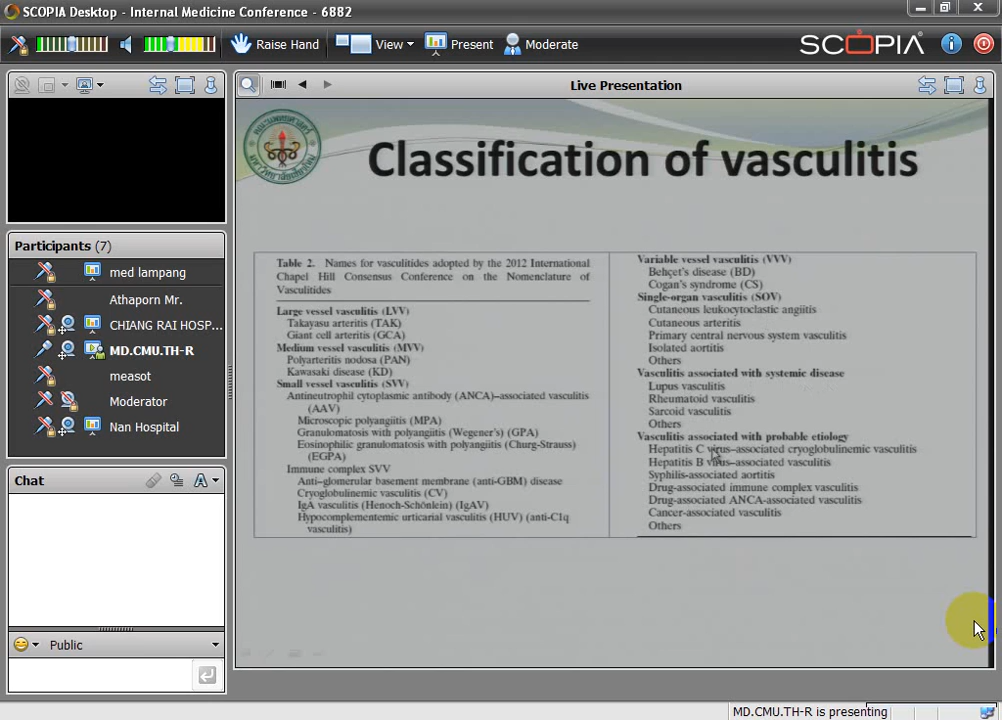 SCOPIA Desktop - Internal Medicine Conference - 6882
Raise Hand
View
Present
Moderate
SCOPIA
Live Presentation
Participants (7)
med lampang
Athaporn Mr.
CHIANG RAI HOSP...
MD.CMU.TH-R
measot
Moderator
Nan Hospital
Chat
A
Public
Classification of vasculitis
Table 2. Names for vasculitides adopted by the 2012 International
Chapel Hill Consensus Conference on the Nomenclature of
Vasculitides
Large vessel vasculitis (LVV)
Takayasu arteritis (TAK)
Giant cell arteritis (GCA)
Medium vessel vasculitis (MVV)
Polyarteritis nodosa (PAN)
Kawasaki disease (KD)
Small vessel vasculitis (SVV)
Antineutrophil cytoplasmic antibody (ANCA)–associated vasculitis
(AAV)
Microscopic polyangiitis (MPA)
Granulomatosis with polyangiitis (Wegener's) (GPA)
Eosinophilic granulomatosis with polyangiitis (Churg-Strauss)
(EGPA)
Immune complex SVV
Anti–glomerular basement membrane (anti-GBM) disease
Cryoglobulinemic vasculitis (CV)
IgA vasculitis (Henoch-Schönlein) (IgAV)
Hypocomplementemic urticarial vasculitis (HUV) (anti-C1q
vasculitis)
Variable vessel vasculitis (VVV)
Behçet's disease (BD)
Cogan's syndrome (CS)
Single-organ vasculitis (SOV)
Cutaneous leukocytoclastic angiitis
Cutaneous arteritis
Primary central nervous system vasculitis
Isolated aortitis
Others
Vasculitis associated with systemic disease
Lupus vasculitis
Rheumatoid vasculitis
Sarcoid vasculitis
Others
Vasculitis associated with probable etiology
Hepatitis C virus–associated cryoglobulinemic vasculitis
Hepatitis B virus–associated vasculitis
Syphilis-associated aortitis
Drug-associated immune complex vasculitis
Drug-associated ANCA-associated vasculitis
Cancer-associated vasculitis
Others
MD.CMU.TH-R is presenting